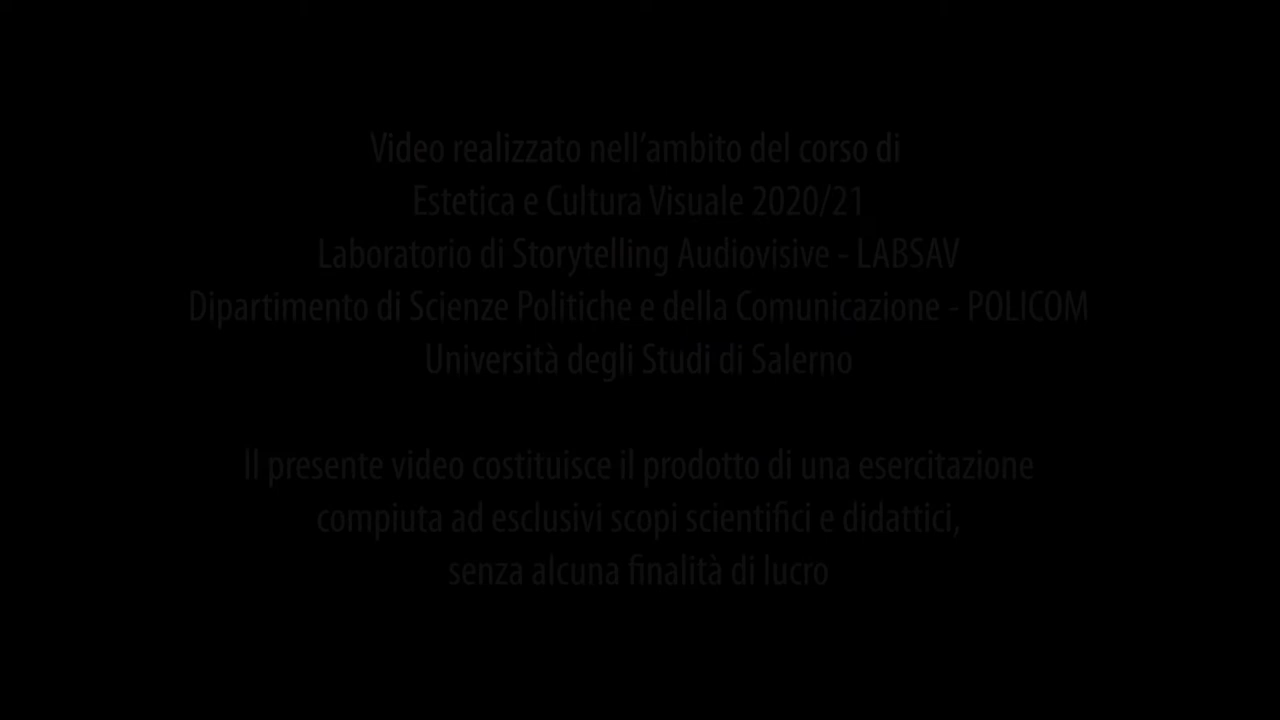 Video realizzato nell’ambito del corso di
Estetica e Cultura Visuale 2020/21
Laboratorio di Storytelling Audiovisive - LABSAV
Dipartimento di Scienze Politiche e della Comunicazione - POLICOM
Università degli Studi di Salerno
Il presente video costituisce il prodotto di una esercitazione
compiuta ad esclusivi scopi scientifici e didattici,
senza alcuna finalità di lucro